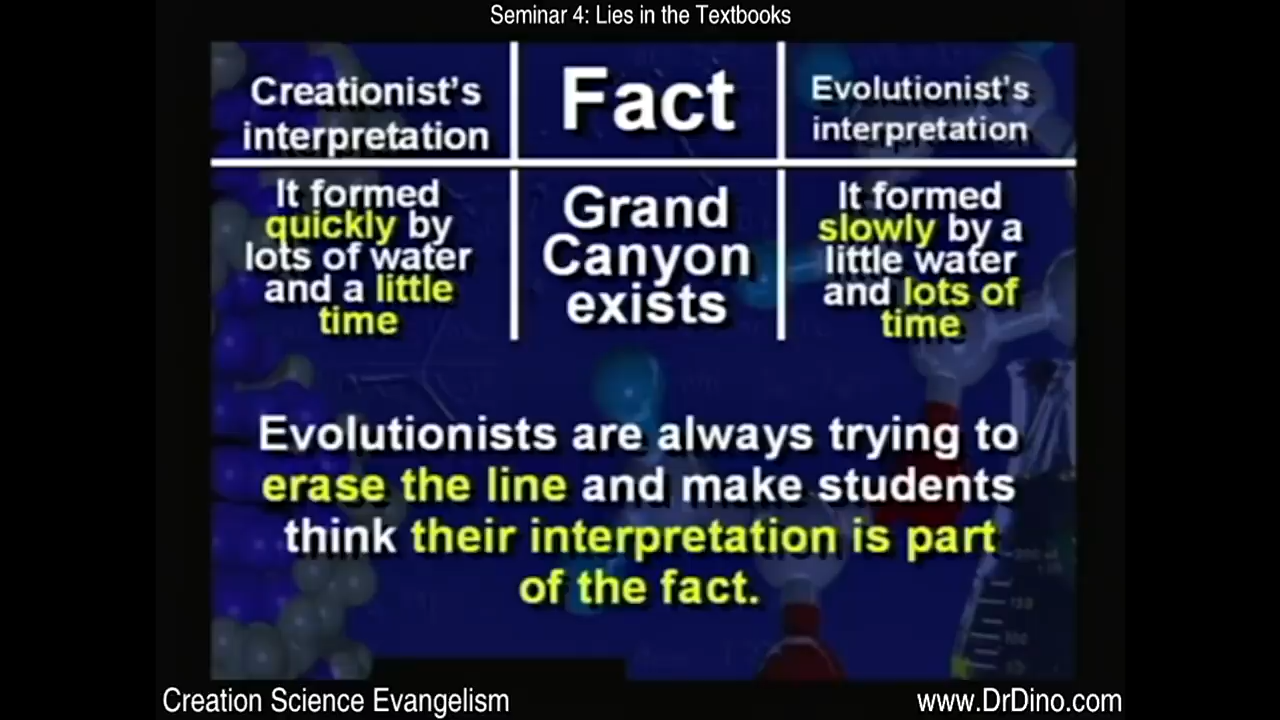 Seminar 4: Lies in the Textbooks
Creationist's
interpretation
Fact
Evolutionist's
interpretation
It formed
quickly by
lots of water
and a little
time
Grand
Canyon
exists
It formed
slowly by a
little water
and lots of
time
Evolutionists are always trying to
erase the line and make students
think their interpretation is part
of the fact.
Creation Science Evangelism
www.DrDino.com